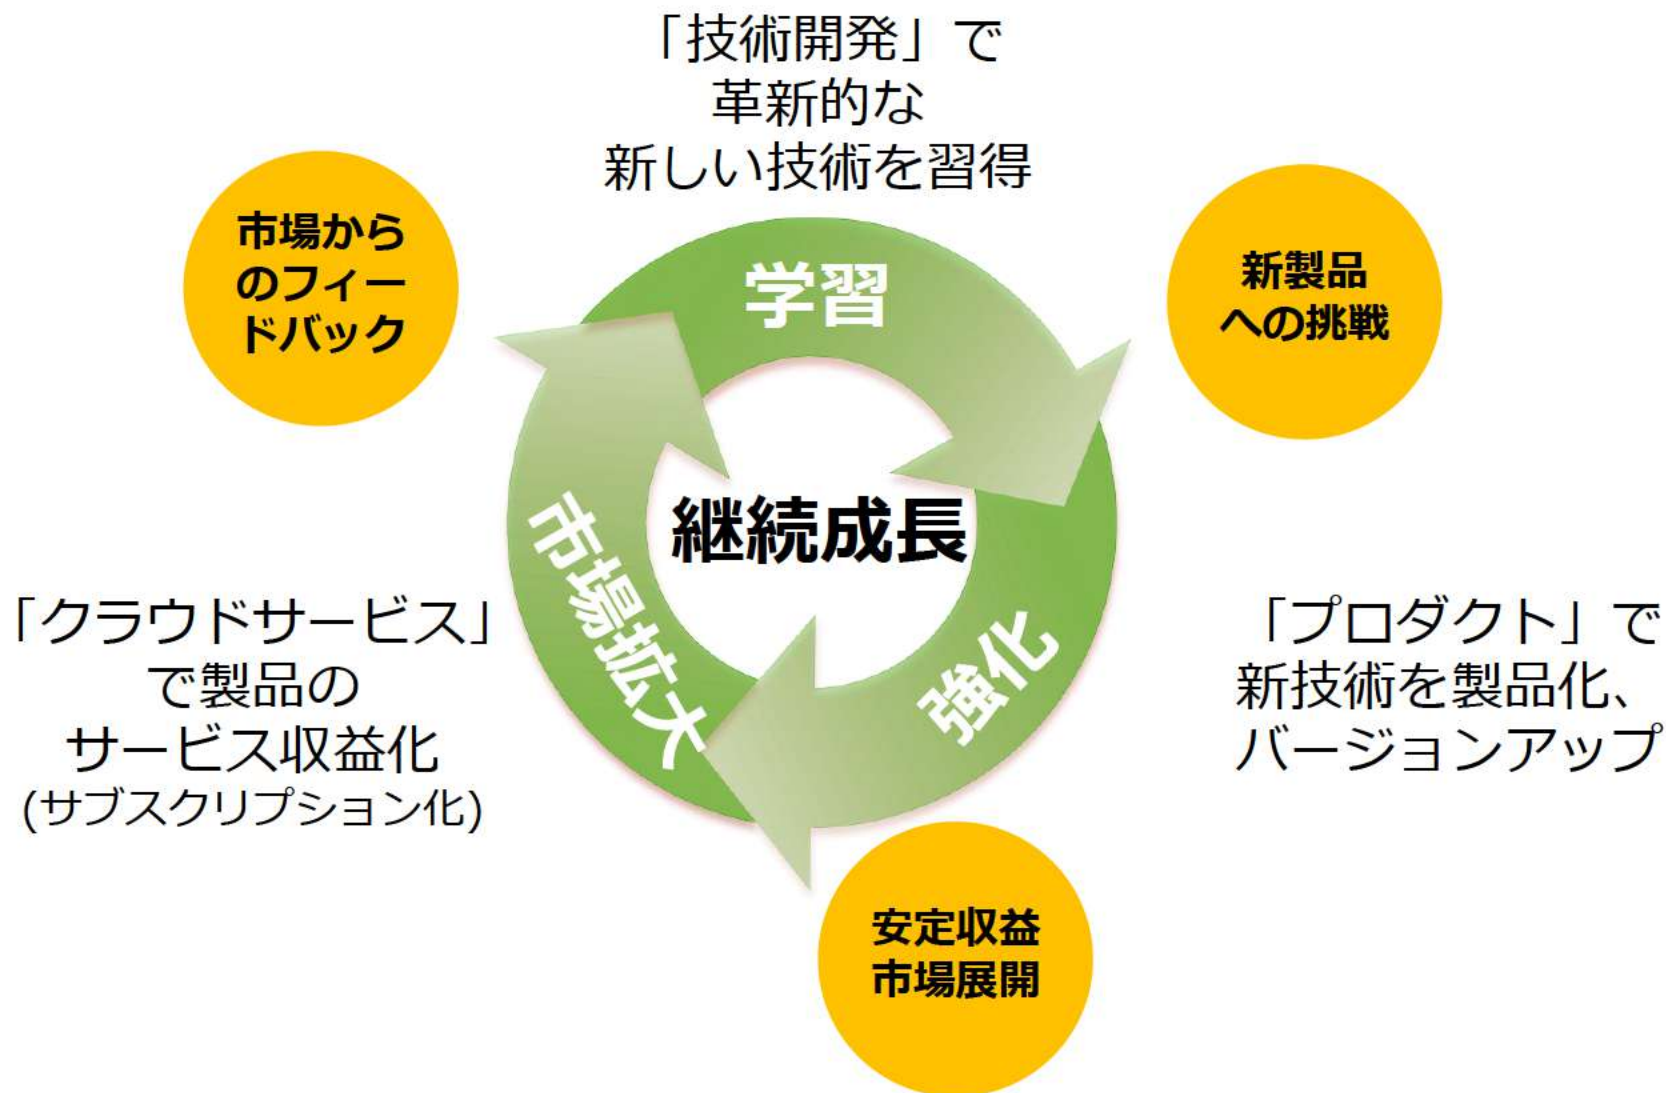 「技術開発」で
革新的な
新しい技術を習得
市場から
のフィー
ドバック
新製品
への挑戦
学習
継続成長
市場拡大
強化
「クラウドサービス」
で製品の
サービス収益化
(サブスクリプション化)
「プロダクト」で
新技術を製品化、
バージョンアップ
安定収益
市場展開